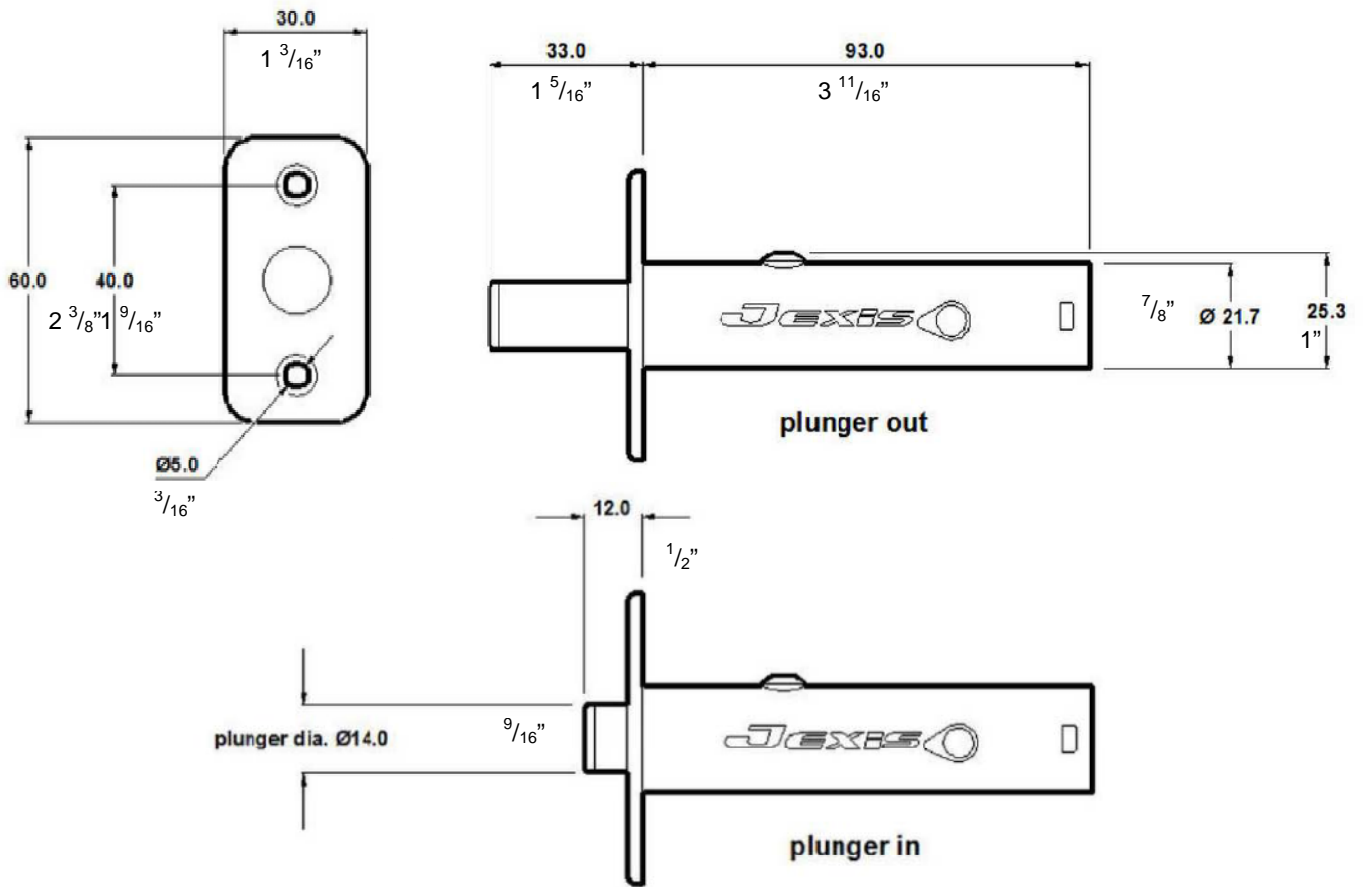 30.0
1 3/16”
33.0
1 5/16”
93.0
3 11/16”
60.0
2 3/8”
40.0
1 9/16”
Ø5.0
3/16”
Jexis
7/8”
Ø 21.7
25.3
1”
plunger out
12.0
1/2”
plunger dia. Ø14.0
9/16”
Jexis
plunger in